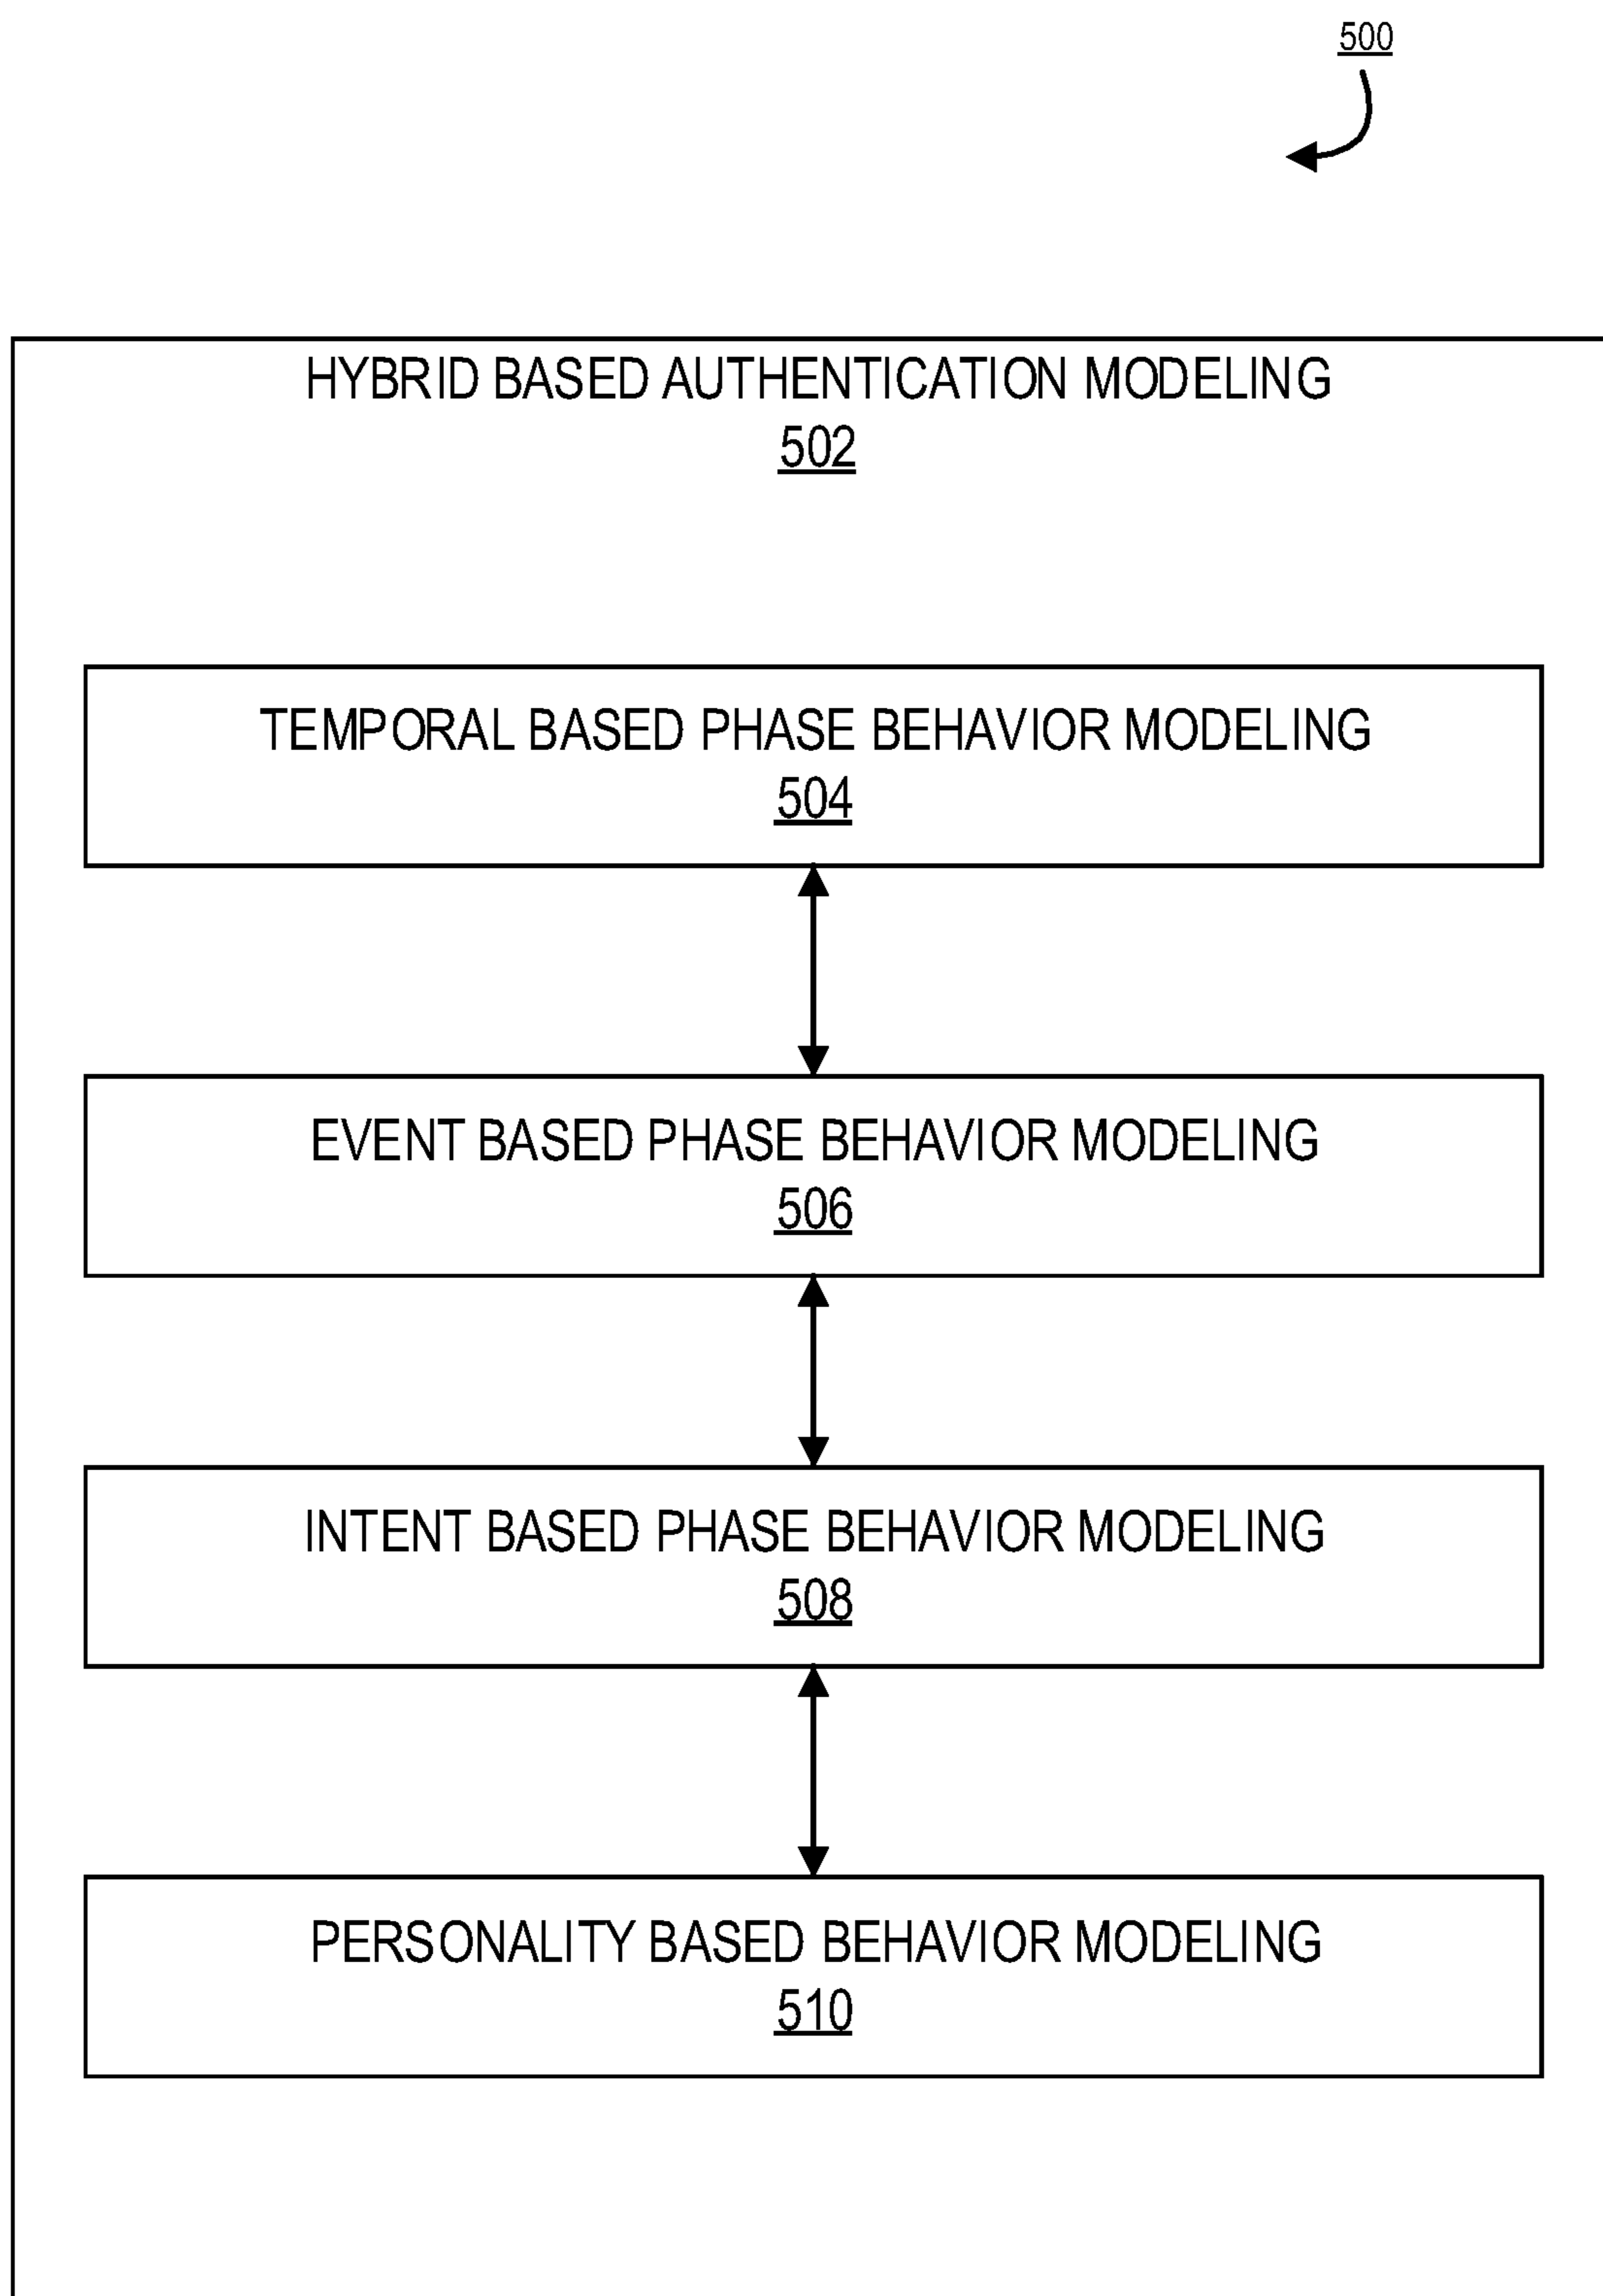 500
HYBRID BASED AUTHENTICATION MODELING
502
TEMPORAL BASED PHASE BEHAVIOR MODELING
504
EVENT BASED PHASE BEHAVIOR MODELING
506
INTENT BASED PHASE BEHAVIOR MODELING
508
PERSONALITY BASED BEHAVIOR MODELING
510